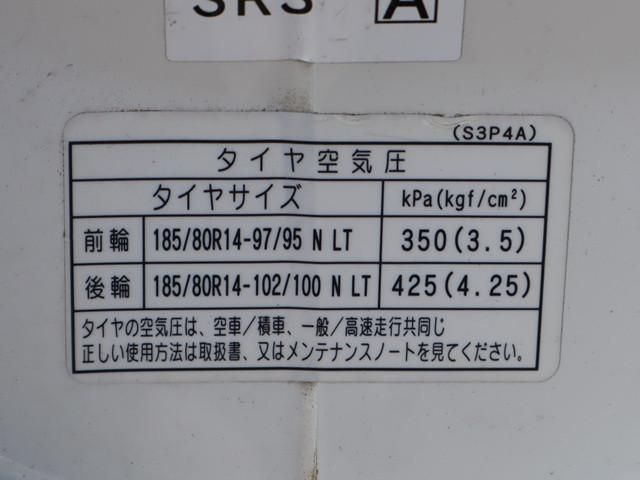 SRS A
(S3P4A)
タイヤ空気圧
タイヤサイズ kPa(kgf/cm²)
前輪 185/80R14-97/95 N LT 350(3.5)
後輪 185/80R14-102/100 N LT 425(4.25)
タイヤの空気圧は、空車／積車、一般／高速走行共同じ
正しい使用方法は取扱書、又はメンテナンスノートを見てください。